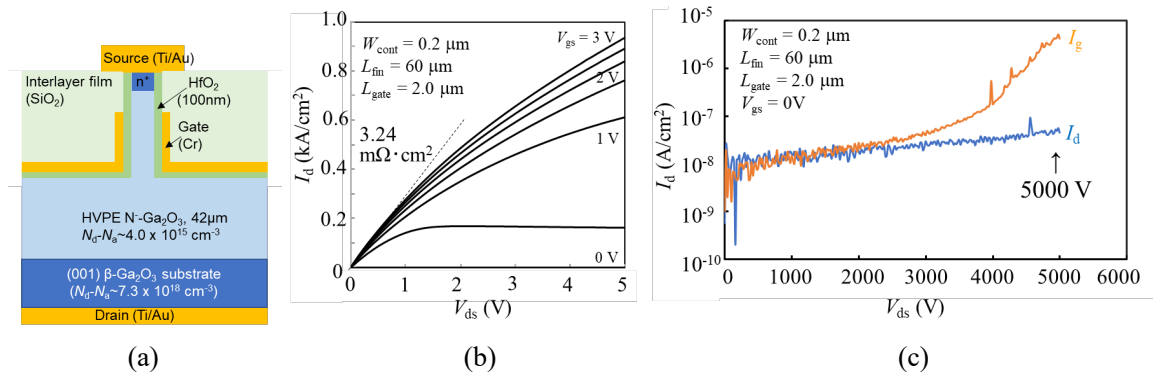 (a)
Source (Ti/Au)
Interlayer film
(SiO₂)
n⁺
HfO₂
(100nm)
Gate
(Cr)
HVPE N⁻-Ga₂O₃, 42μm
Nd-Na~4.0 x 10¹⁵ cm⁻³
(001) β-Ga₂O₃ substrate
(Nd-Na~7.3 x 10¹⁸ cm⁻³)
Drain (Ti/Au)
(a)
(b)
Id (kA/cm²)
1.0
0.8
0.6
0.4
0.2
0
Wcont = 0.2 μm
Lfin = 60 μm
Lgate = 2.0 μm
Vgs = 3 V
2 V
1 V
0 V
3.24
mΩ·cm²
0
1
2
3
4
5
Vds (V)
(b)
(c)
Id (A/cm²)
10⁻⁵
10⁻⁶
10⁻⁷
10⁻⁸
10⁻⁹
10⁻¹⁰
Wcont = 0.2 μm
Lfin = 60 μm
Lgate = 2.0 μm
Vgs = 0V
Ig
Id
↑
5000 V
0
1000
2000
3000
4000
5000
6000
Vds (V)
(c)